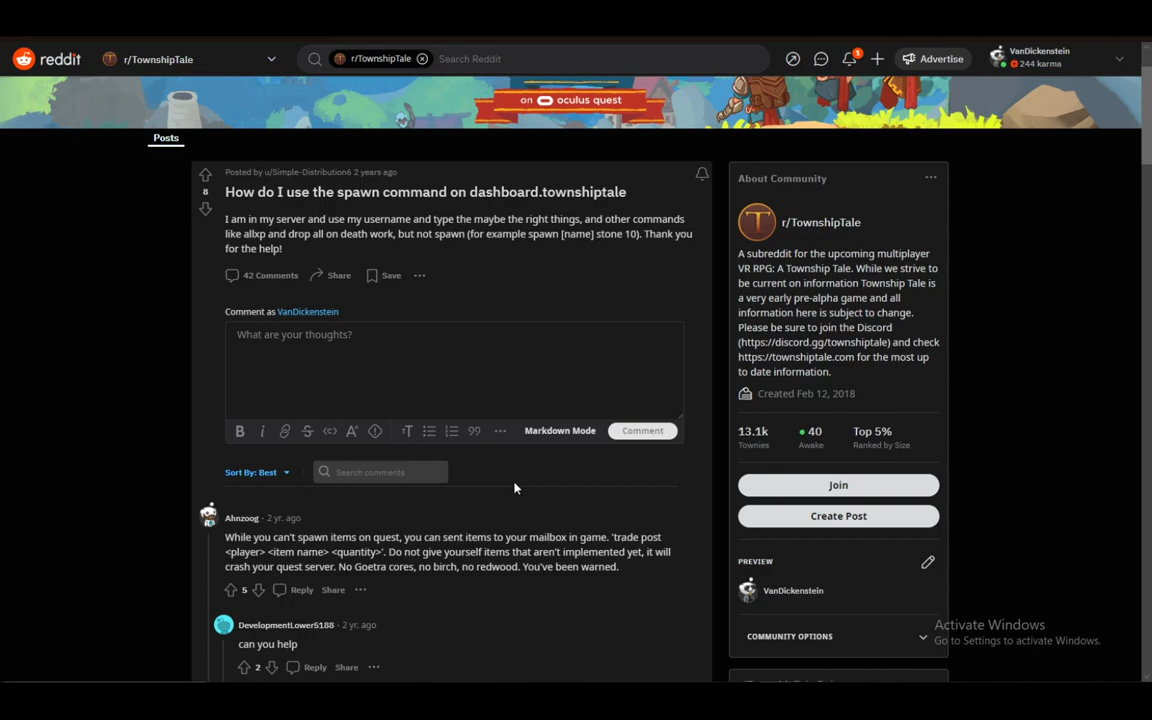 reddit
r/TownshipTale
r/TownshipTale
Search Reddit
1
Advertise
VanDickenstein
244 karma
on oculus quest
Posts
8
Posted by u/Simple-Distribution6 2 years ago
How do I use the spawn command on dashboard.townshiptale
I am in my server and use my username and type the maybe the right things, and other commands
like allxp and drop all on death work, but not spawn (for example spawn [name] stone 10). Thank you
for the help!
42 Comments
Share
Save
Comment as VanDickenstein
What are your thoughts?
Markdown Mode
Comment
Sort By: Best
Search comments
Ahnzoog · 2 yr. ago
While you can't spawn items on quest, you can sent items to your mailbox in game. 'trade post
<player> <item name> <quantity>'. Do not give yourself items that aren't implemented yet, it will
crash your quest server. No Goetra cores, no birch, no redwood. You've been warned.
5
Reply
Share
DevelopmentLower5188 · 2 yr. ago
can you help
2
Reply
Share
About Community
r/TownshipTale
A subreddit for the upcoming multiplayer
VR RPG: A Township Tale. While we strive to
be current on information Township Tale is
a very early pre-alpha game and all
information here is subject to change.
Please be sure to join the Discord
(https://discord.gg/townshiptale) and check
https://townshiptale.com for the most up
to date information.
Created Feb 12, 2018
13.1k
Townies
40
Awake
Top 5%
Ranked by Size
Join
Create Post
PREVIEW
VanDickenstein
COMMUNITY OPTIONS
Activate Windows
Go to Settings to activate Windows.